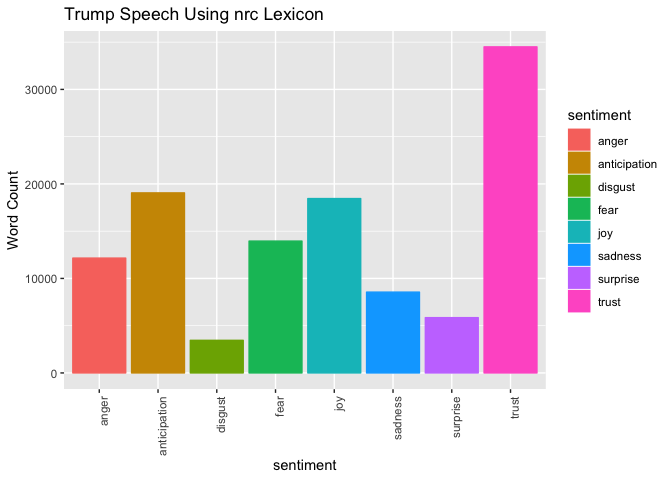 Trump Speech Using nrc Lexicon
Word Count
30000
20000
10000
0
anger
anticipation
disgust
fear
joy
sadness
surprise
trust
sentiment
sentiment
anger
anticipation
disgust
fear
joy
sadness
surprise
trust